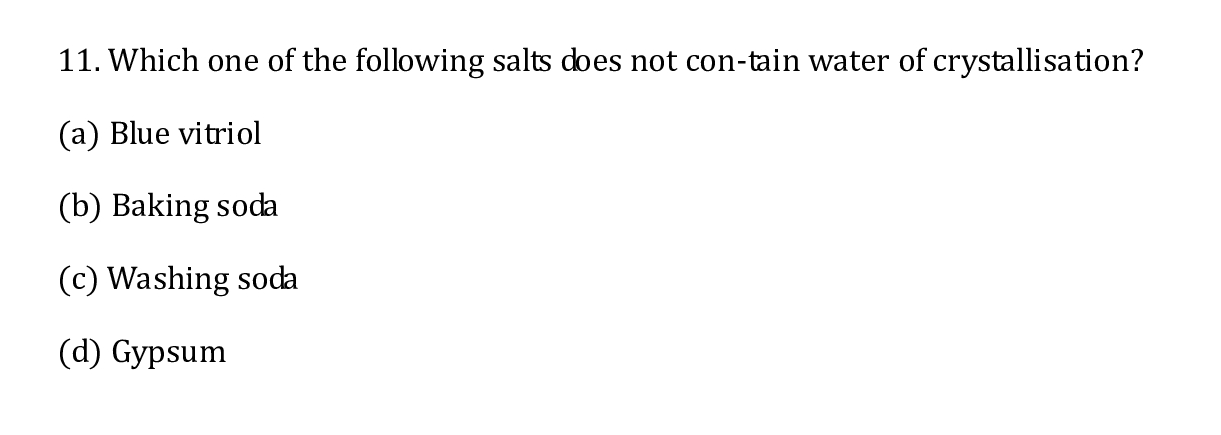 11. Which one of the following salts does not con-tain water of crystallisation?
(a) Blue vitriol
(b) Baking soda
(c) Washing soda
(d) Gypsum